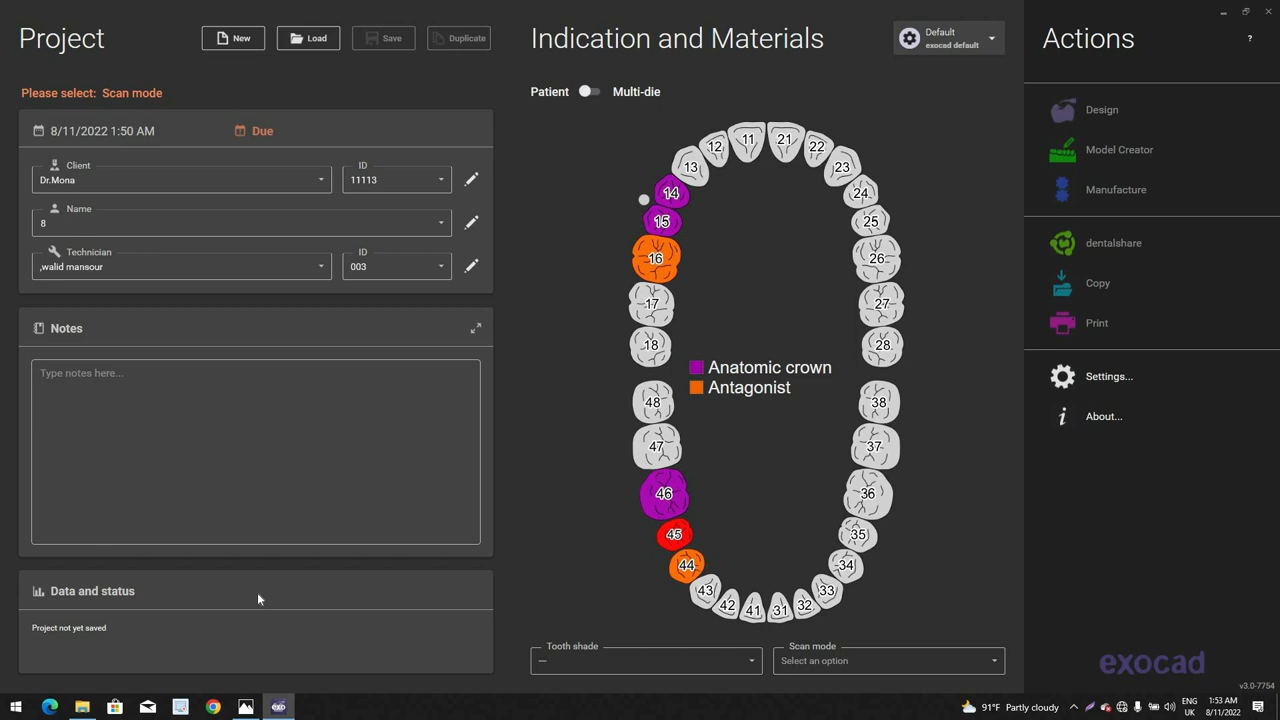 Project
New
Load
Save
Duplicate
Please select: Scan mode
8/11/2022 1:50 AM
Due
Client
Dr.Mona
ID
11113
Name
8
Technician
,walid mansour
ID
003
Notes
Type notes here...
Data and status
Project not yet saved
Indication and Materials
Default
exocad default
Patient
Multi-die
11
21
12
22
13
23
14
24
15
25
16
26
17
27
18
28
Anatomic crown
Antagonist
48
38
47
37
46
36
45
35
44
34
43
33
42
32
41
31
Tooth shade
—
Scan mode
Select an option
Actions
?
Design
Model Creator
Manufacture
dentalshare
Copy
Print
Settings...
About...
exocad
v3.0-7754
91°F Partly cloudy
ENG
UK
1:53 AM
8/11/2022